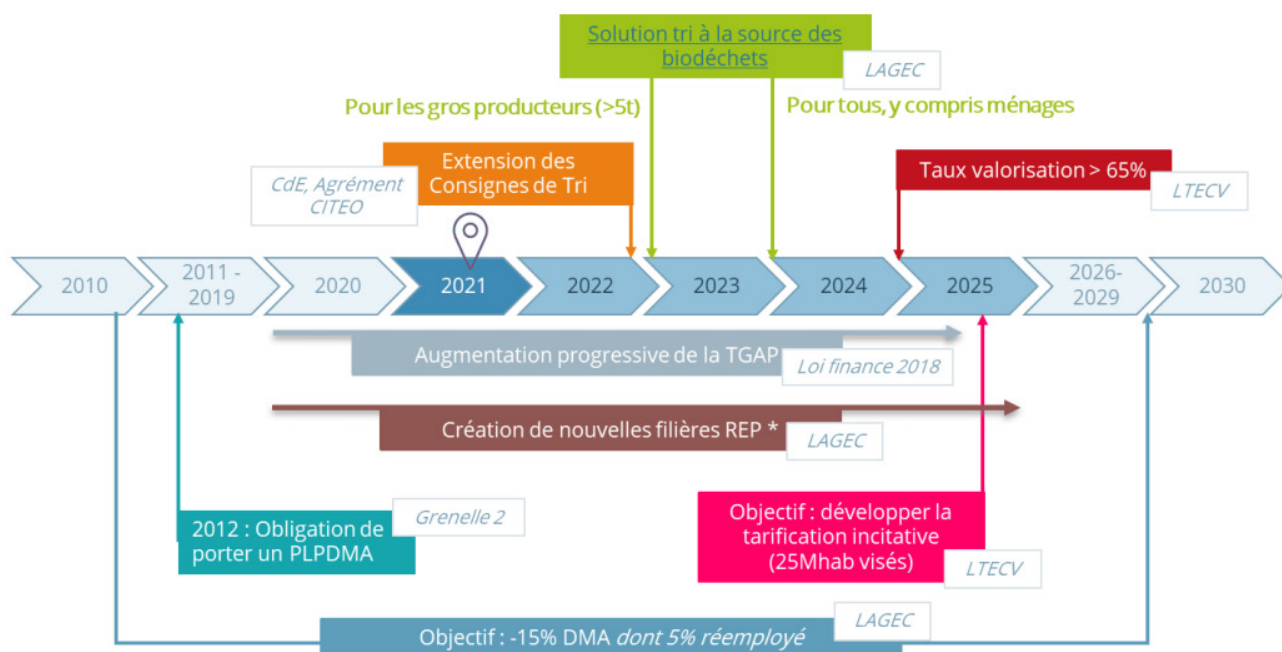 Solution tri à la source des
biodéchets
LAGEC
Pour les gros producteurs (>5t)
Pour tous, y compris ménages
Extension des
Consignes de Tri
CdE, Agrément
CITEO
Taux valorisation > 65%
LTECV
2010
2011 -
2019
2020
2021
2022
2023
2024
2025
2026-
2029
2030
Augmentation progressive de la TGAP
Loi finance 2018
Création de nouvelles filières REP *
LAGEC
2012 : Obligation de
porter un PLPDMA
Grenelle 2
Objectif : développer la
tarification incitative
(25Mhab visés)
LTECV
Objectif : -15% DMA dont 5% réemployé
LAGEC